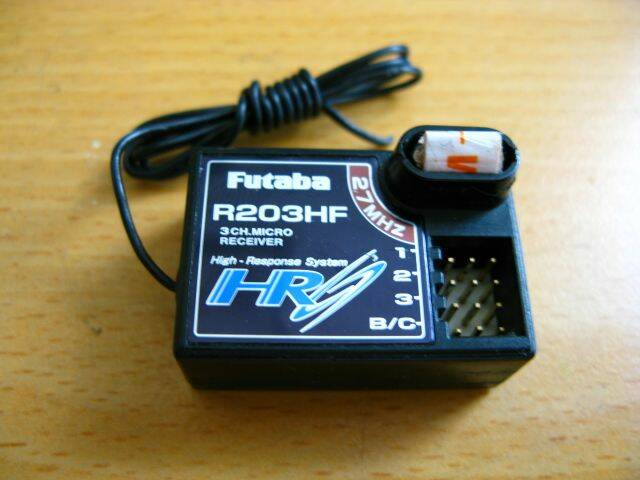 Futaba
27MHZ
R203HF
3CH.MICRO
RECEIVER
High-Response System
HRS
1
2
3
B/C